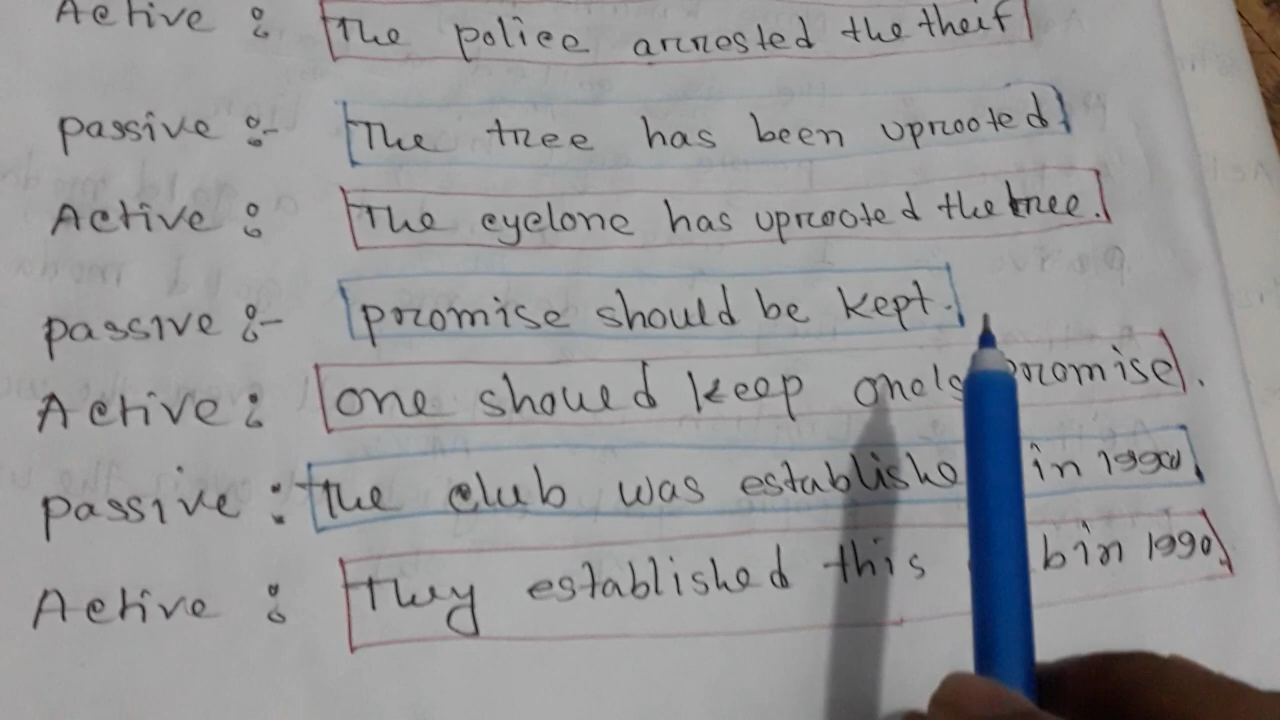 Active : The police arrested the theif
passive :- The tree has been uprooted.
Active : The cyclone has uprooted the tree.
passive :- promise should be kept.
Active : one should keep one's promise.
passive : The club was establishe in 1990.
Active : They established this b in 1990.